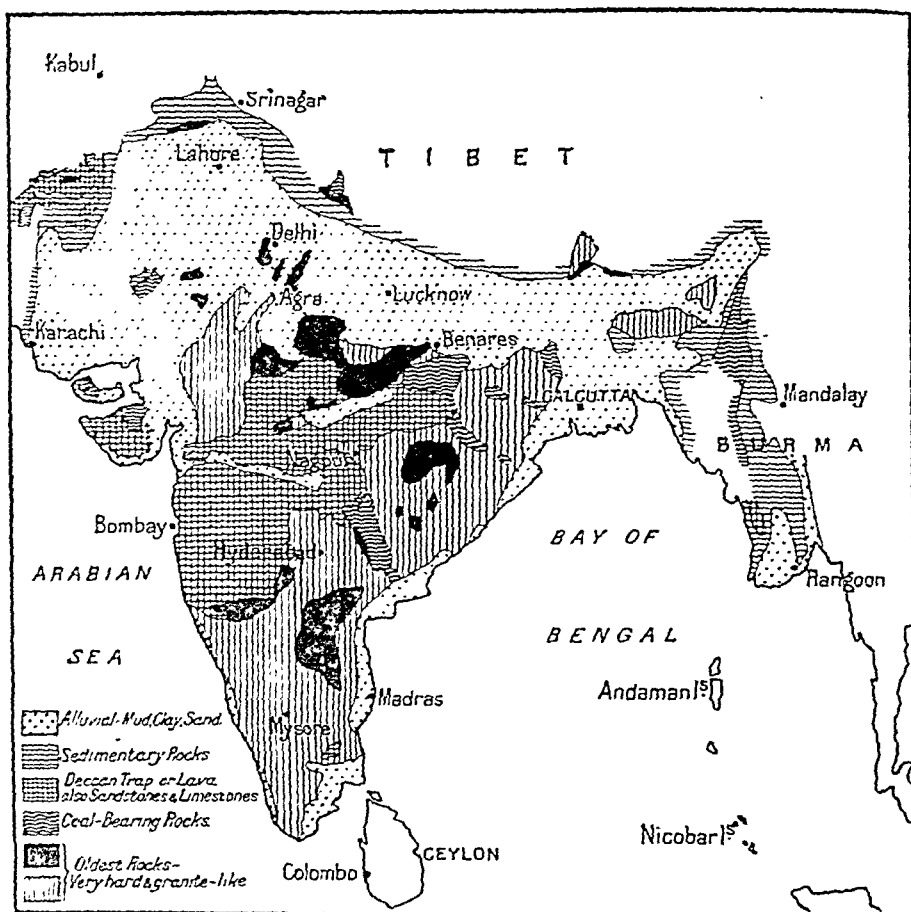 Kabul
Srinagar
TIBET
Lahore
Delhi
Agra
Lucknow
Karachi
Benares
CALCUTTA
Mandalay
BURMA
Nagpur
Bombay
Hyderabad
BAY OF
ARABIAN
Rangoon
BENGAL
SEA
Andaman Is
Madras
Alluvial-Mud,Clay,Sand
Mysore
Sedimentary Rocks
Deccan Trap or Lava
also Sandstones & Limestones
Coal-Bearing Rocks
Nicobar Is
Oldest Rocks-
Very hard & granite-like
Colombo
CEYLON